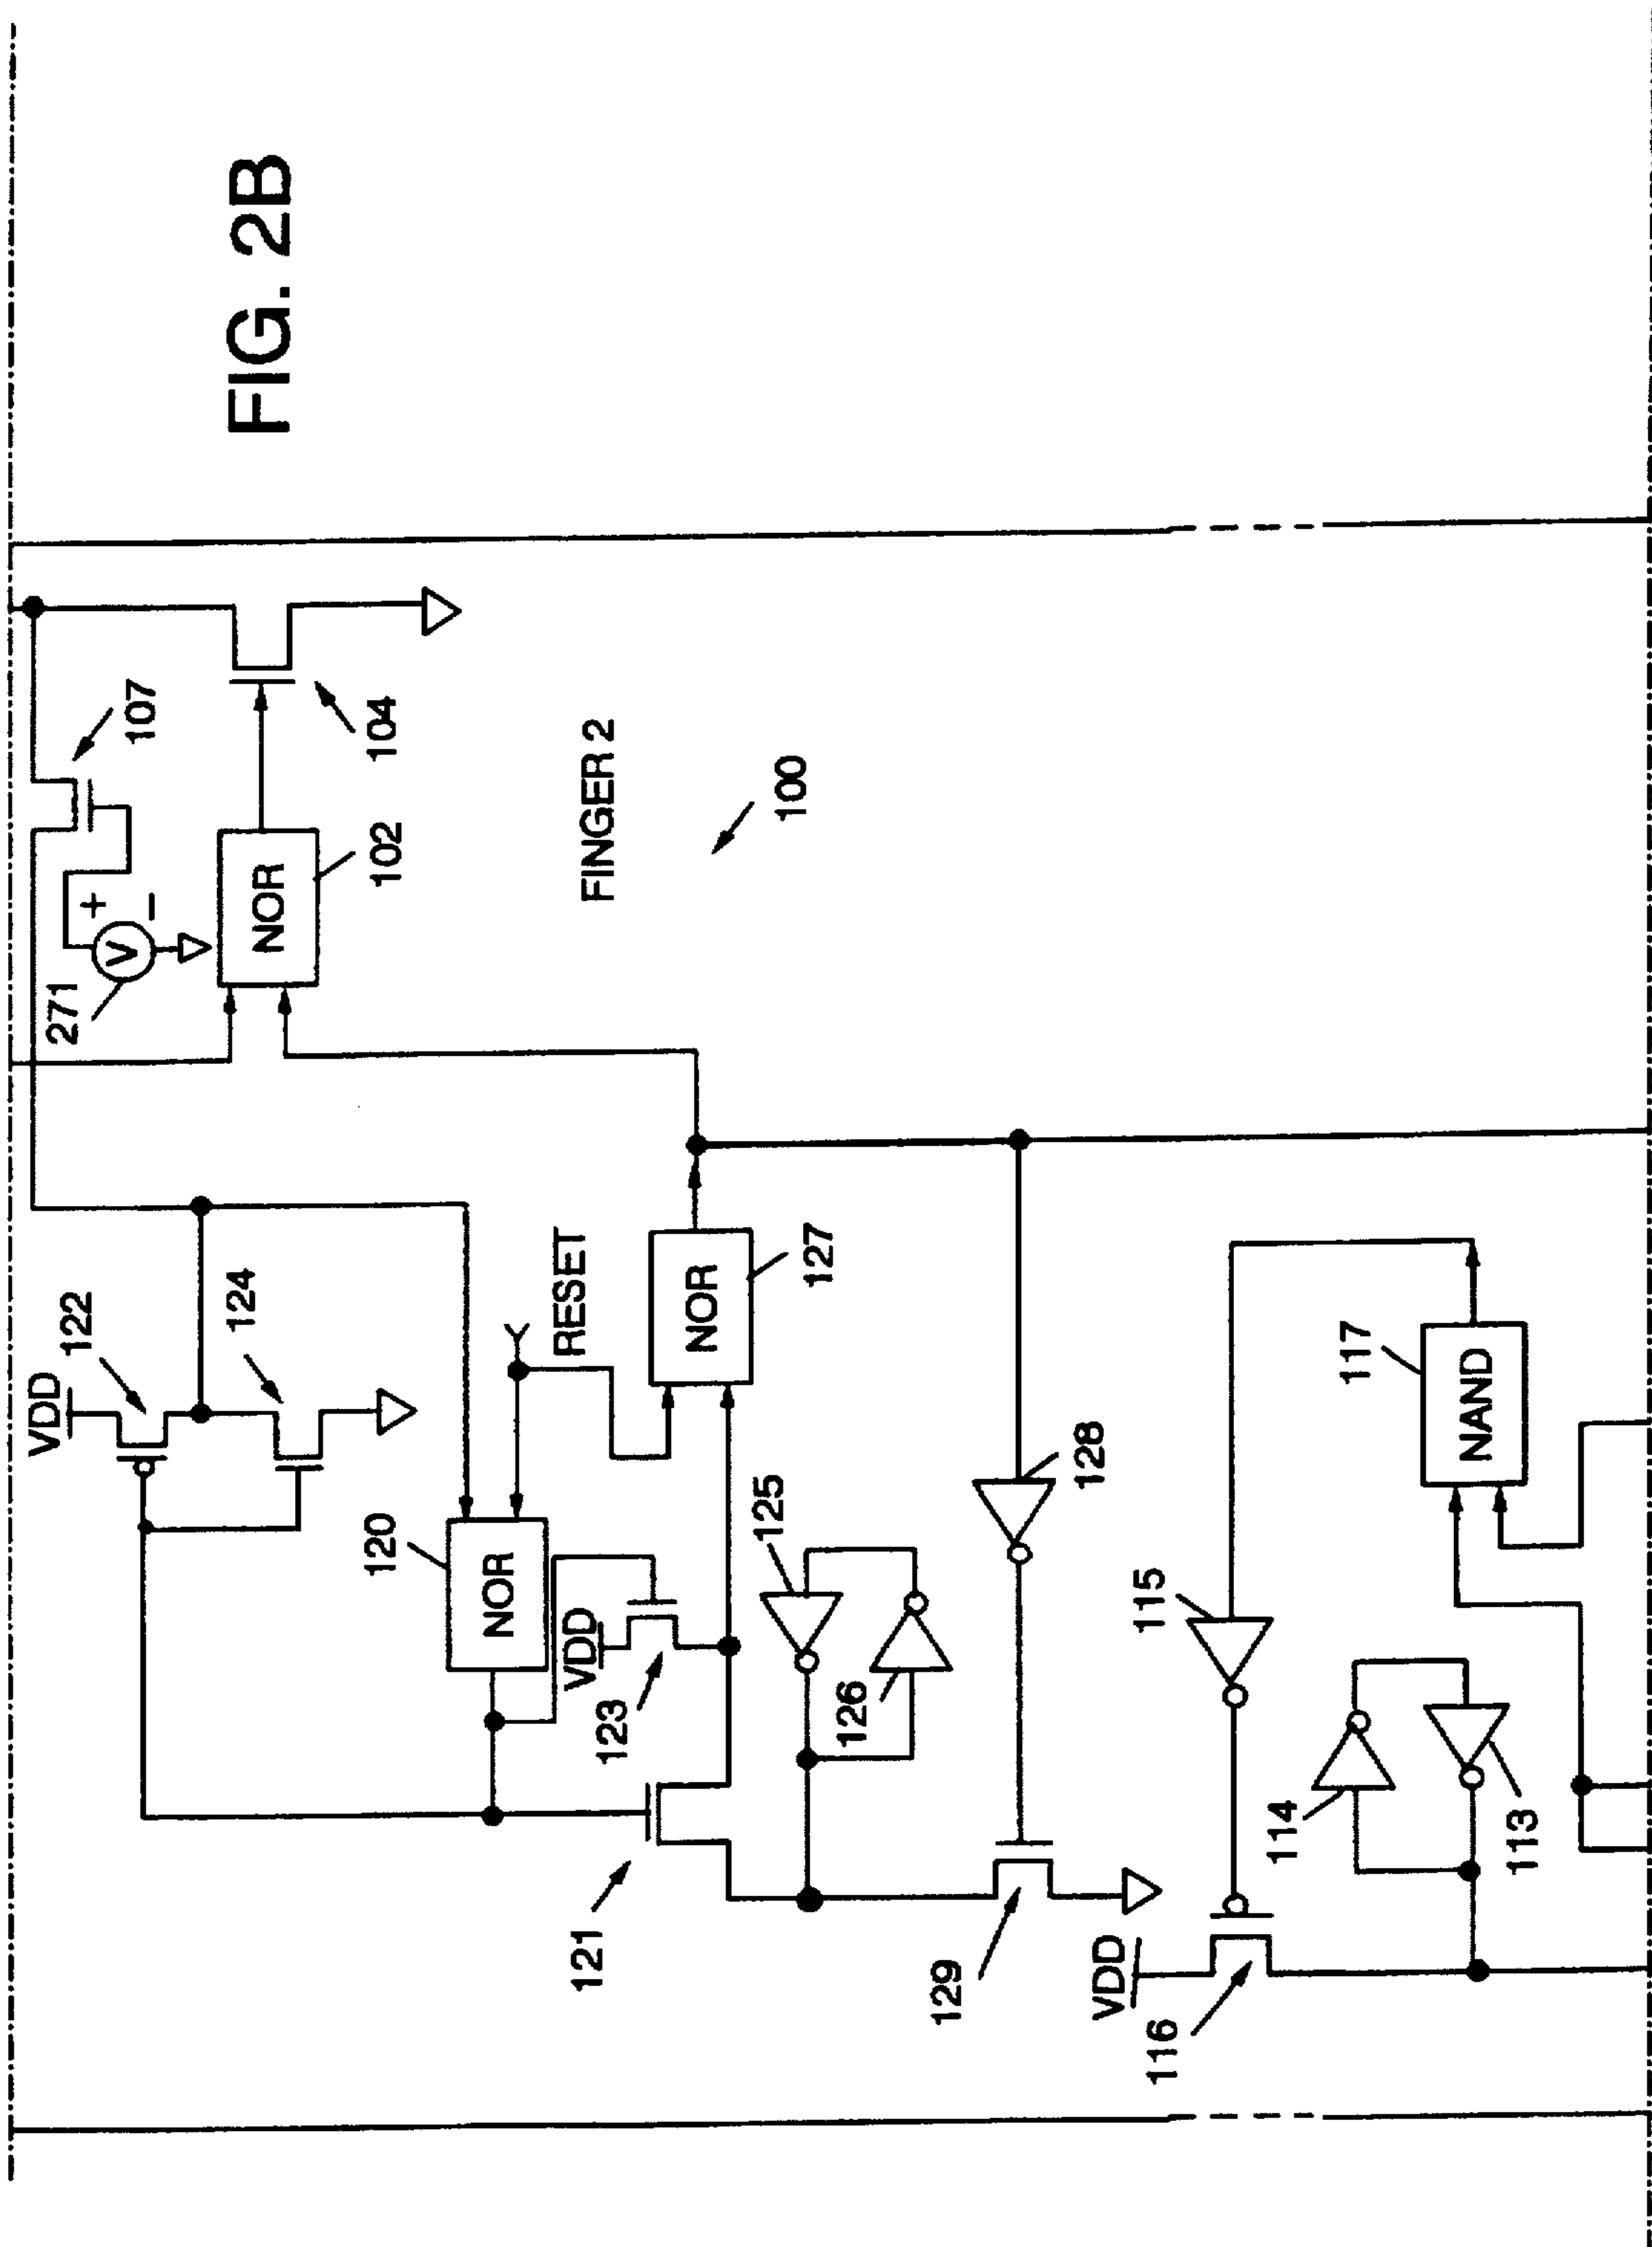 FIG. 2B
VDD
122
124
271
V
+
−
107
120
NOR
RESET
NOR
102
104
VDD
123
121
NOR
127
FINGER 2
125
126
100
129
128
VDD
116
115
114
113
117
NAND